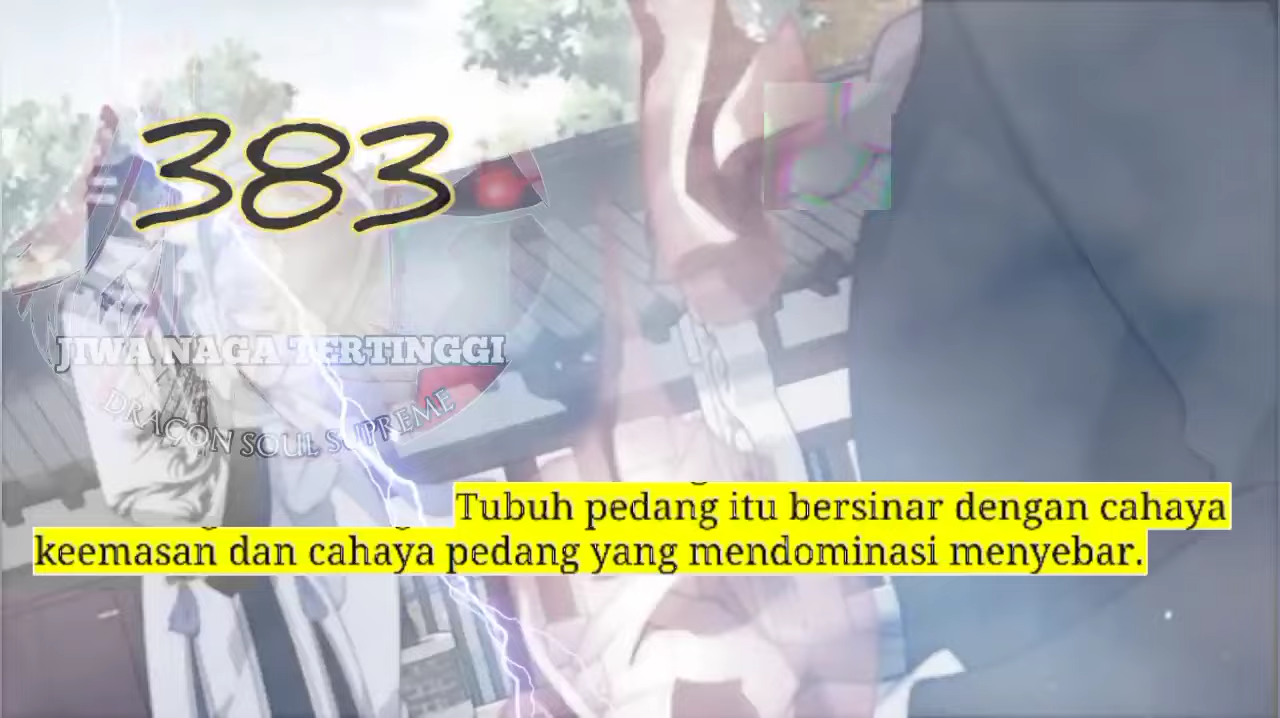 383
JIWA NAGA TERTINGGI
DRAGON SOUL SUPREME
Tubuh pedang itu bersinar dengan cahaya
keemasan dan cahaya pedang yang mendominasi menyebar.